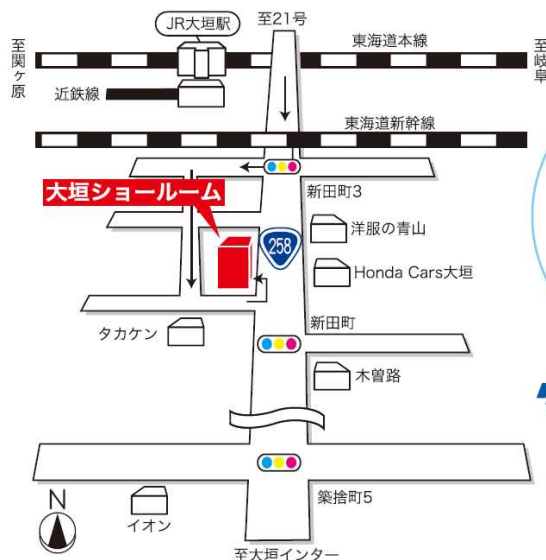 JR大垣駅
至21号
至関ヶ原
東海道本線
至岐阜
近鉄線
東海道新幹線
大垣ショールーム
新田町3
258
洋服の青山
Honda Cars大垣
タカケン
新田町
木曽路
築捨町5
N
イオン
至大垣インター